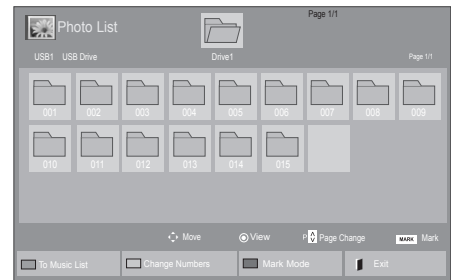 Page 1/1
Photo List
USB1 USB Drive Drive1 Page 1/1
001 002 003 004 005 006 007 008 009
010 011 012 013 014 015
Move View P Page Change MARK Mark
To Music List Change Numbers Mark Mode Exit